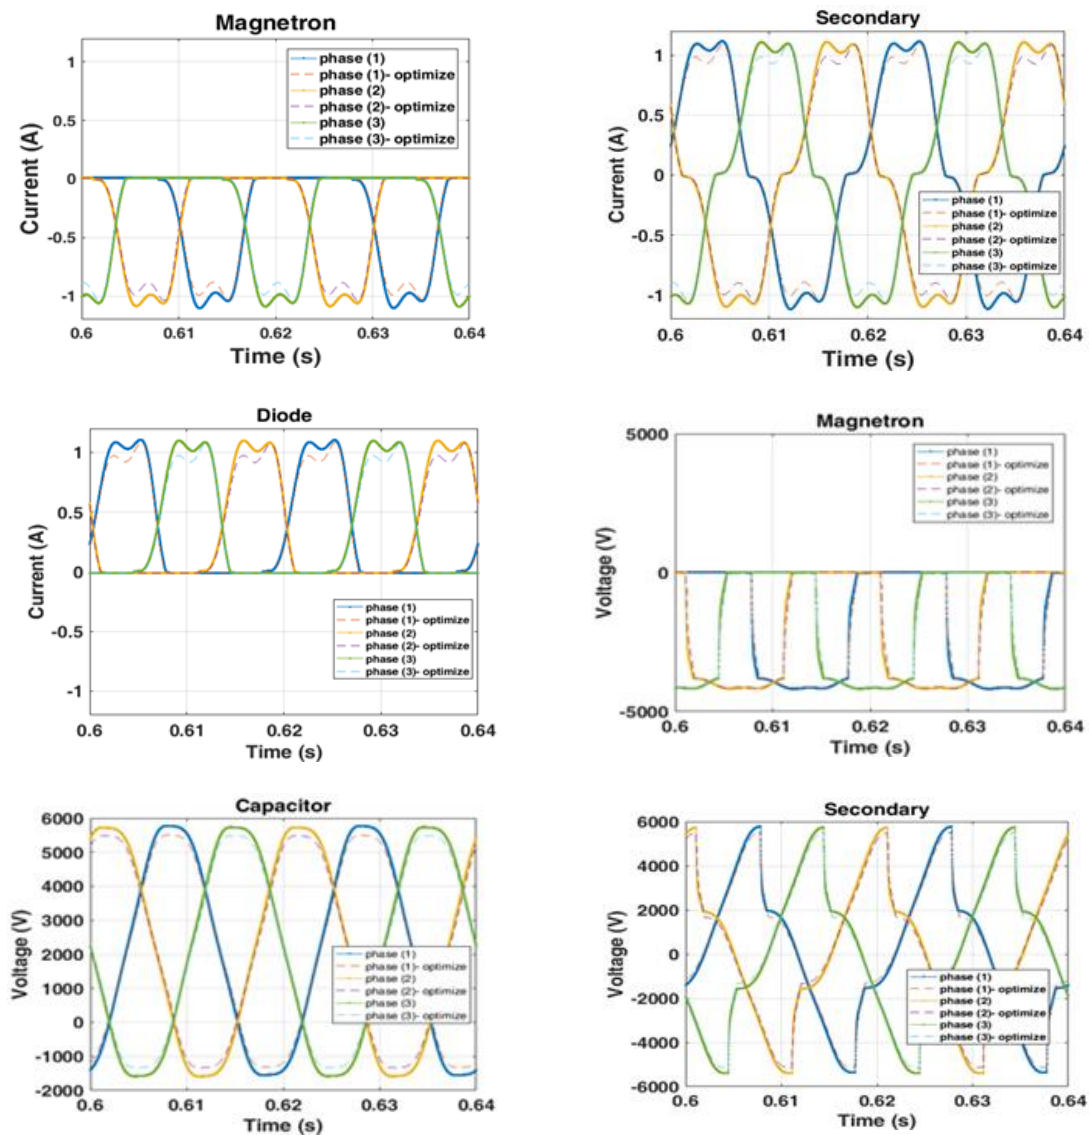 Magnetron
1
0.5
0
-0.5
-1
Current (A)
phase (1)
phase (1)- optimize
phase (2)
phase (2)- optimize
phase (3)
phase (3)- optimize
0.6 0.61 0.62 0.63 0.64
Time (s)
Secondary
1
0.5
0
-0.5
-1
Current (A)
phase (1)
phase (1)- optimize
phase (2)
phase (2)- optimize
phase (3)
phase (3)- optimize
0.6 0.61 0.62 0.63 0.64
Time (s)
Diode
1
0.5
0
-0.5
-1
Current (A)
phase (1)
phase (1)- optimize
phase (2)
phase (2)- optimize
phase (3)
phase (3)- optimize
0.6 0.61 0.62 0.63 0.64
Time (s)
Magnetron
5000
0
-5000
Voltage (V)
phase (1)
phase (1)- optimize
phase (2)
phase (2)- optimize
phase (3)
phase (3)- optimize
0.6 0.61 0.62 0.63 0.64
Time (s)
Capacitor
6000
5000
4000
3000
2000
1000
0
-1000
-2000
Voltage (V)
phase (1)
phase (1)- optimize
phase (2)
phase (2)- optimize
phase (3)
phase (3)- optimize
0.6 0.61 0.62 0.63 0.64
Time (s)
Secondary
6000
4000
2000
0
-2000
-4000
-6000
Voltage (V)
phase (1)
phase (1)- optimize
phase (2)
phase (2)- optimize
phase (3)
phase (3)- optimize
0.6 0.61 0.62 0.63 0.64
Time (s)